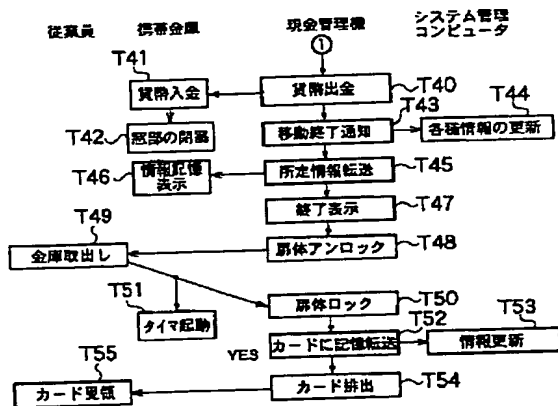 従業員 携帯金庫 現金管理機 システム管理
コンピュータ
①
T41 貨幣入金 貨幣出金 T40
T42 窓部の閉塞 移動終了通知 T43 各種情報の更新 T44
T46 情報記憶
表示 所定情報転送 T45
終了表示 T47
T49 金庫取出し 扉体アンロック T48
T51 タイマ起動 扉体ロック T50
YES カードに記憶転送 T52 情報更新 T53
T55 カード受領 カード排出 T54